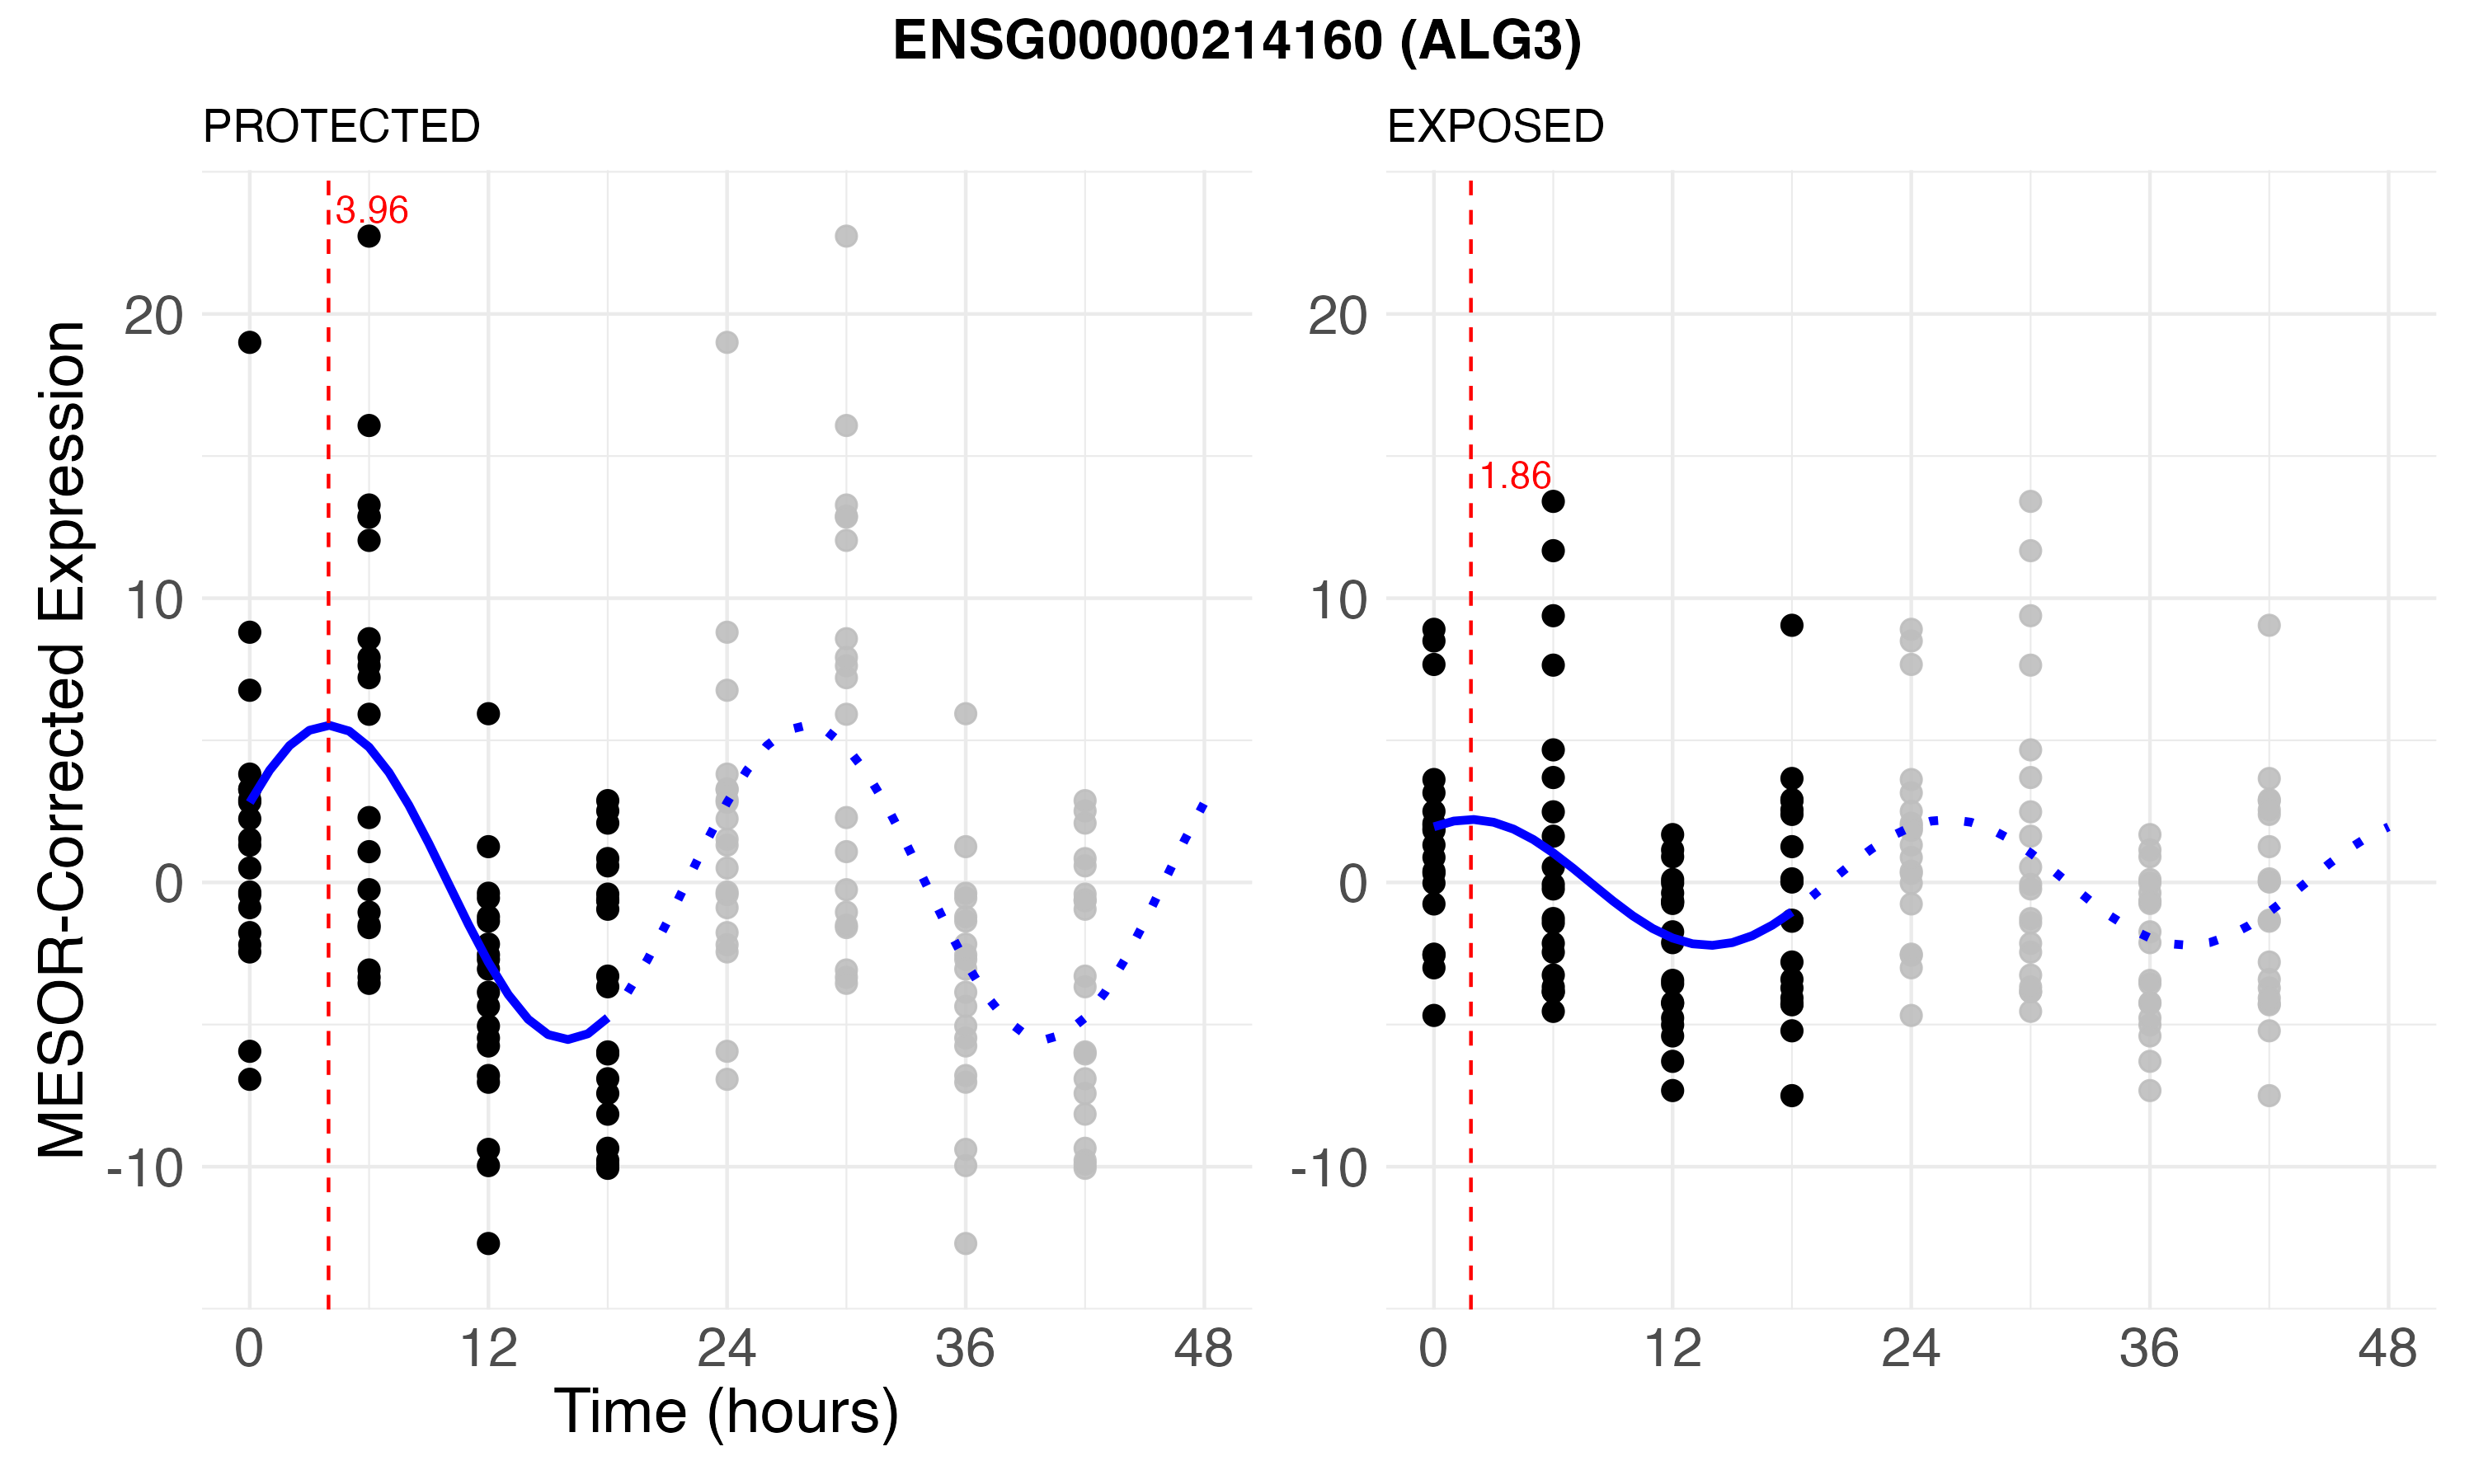 ENSG00000214160 (ALG3)
PROTECTED
EXPOSED
MESOR-Corrected Expression
3.96
1.86
20
10
0
-10
20
10
0
-10
0 12 24 36 48
0 12 24 36 48
Time (hours)